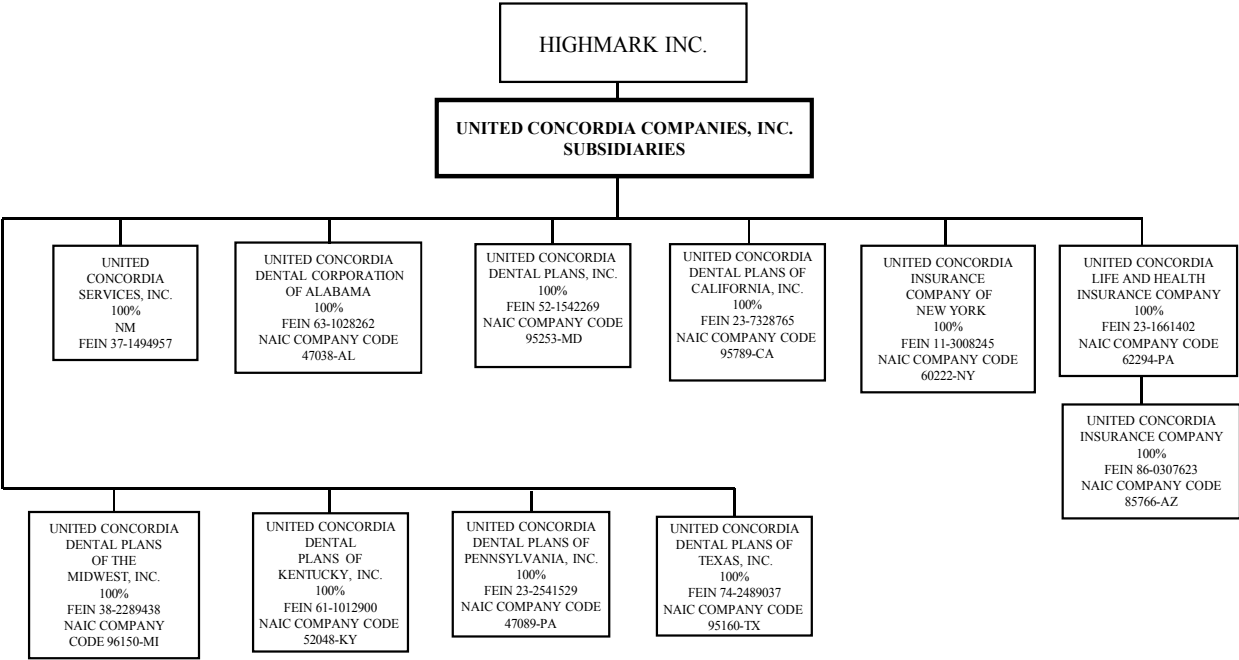 HIGHMARK INC.
UNITED CONCORDIA COMPANIES, INC.
SUBSIDIARIES
UNITED
CONCORDIA
SERVICES, INC.
100%
NM
FEIN 37-1494957
UNITED CONCORDIA
DENTAL CORPORATION
OF ALABAMA
100%
FEIN 63-1028262
NAIC COMPANY CODE
47038-AL
UNITED CONCORDIA
DENTAL PLANS, INC.
100%
FEIN 52-1542269
NAIC COMPANY CODE
95253-MD
UNITED CONCORDIA
DENTAL PLANS OF
CALIFORNIA, INC.
100%
FEIN 23-7328765
NAIC COMPANY CODE
95789-CA
UNITED CONCORDIA
INSURANCE
COMPANY OF
NEW YORK
100%
FEIN 11-3008245
NAIC COMPANY CODE
60222-NY
UNITED CONCORDIA
LIFE AND HEALTH
INSURANCE COMPANY
100%
FEIN 23-1661402
NAIC COMPANY CODE
62294-PA
UNITED CONCORDIA
INSURANCE COMPANY
100%
FEIN 86-0307623
NAIC COMPANY CODE
85766-AZ
UNITED CONCORDIA
DENTAL PLANS
OF THE
MIDWEST, INC.
100%
FEIN 38-2289438
NAIC COMPANY
CODE 96150-MI
UNITED CONCORDIA
DENTAL
PLANS OF
KENTUCKY, INC.
100%
FEIN 61-1012900
NAIC COMPANY CODE
52048-KY
UNITED CONCORDIA
DENTAL PLANS OF
PENNSYLVANIA, INC.
100%
FEIN 23-2541529
NAIC COMPANY CODE
47089-PA
UNITED CONCORDIA
DENTAL PLANS OF
TEXAS, INC.
100%
FEIN 74-2489037
NAIC COMPANY CODE
95160-TX